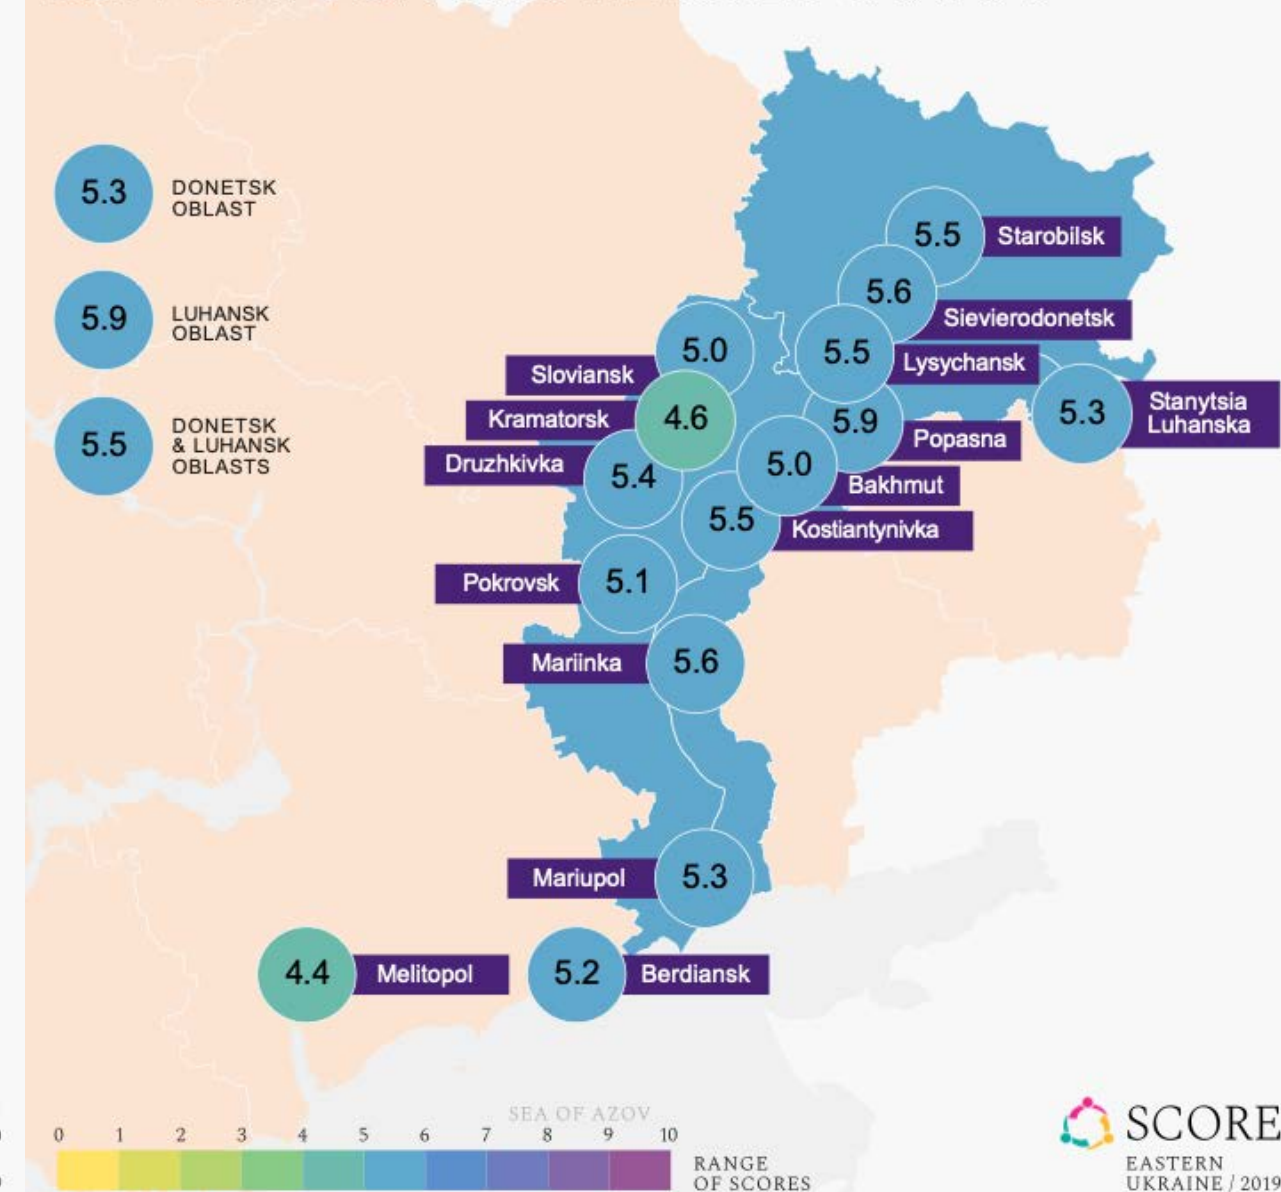 5.3
DONETSK
OBLAST
5.9
LUHANSK
OBLAST
5.5
DONETSK
& LUHANSK
OBLASTS
5.5
Starobilsk
5.6
Sievierodonetsk
5.0
Sloviansk
5.5
Lysychansk
4.6
Kramatorsk
5.9
Popasna
5.3
Stanytsia
Luhanska
5.4
Druzhkivka
5.0
Bakhmut
5.5
Kostiantynivka
5.1
Pokrovsk
5.6
Mariinka
5.3
Mariupol
4.4
Melitopol
5.2
Berdiansk
SEA OF AZOV
0 1 2 3 4 5 6 7 8 9 10
RANGE
OF SCORES
SCORE
EASTERN
UKRAINE / 2019